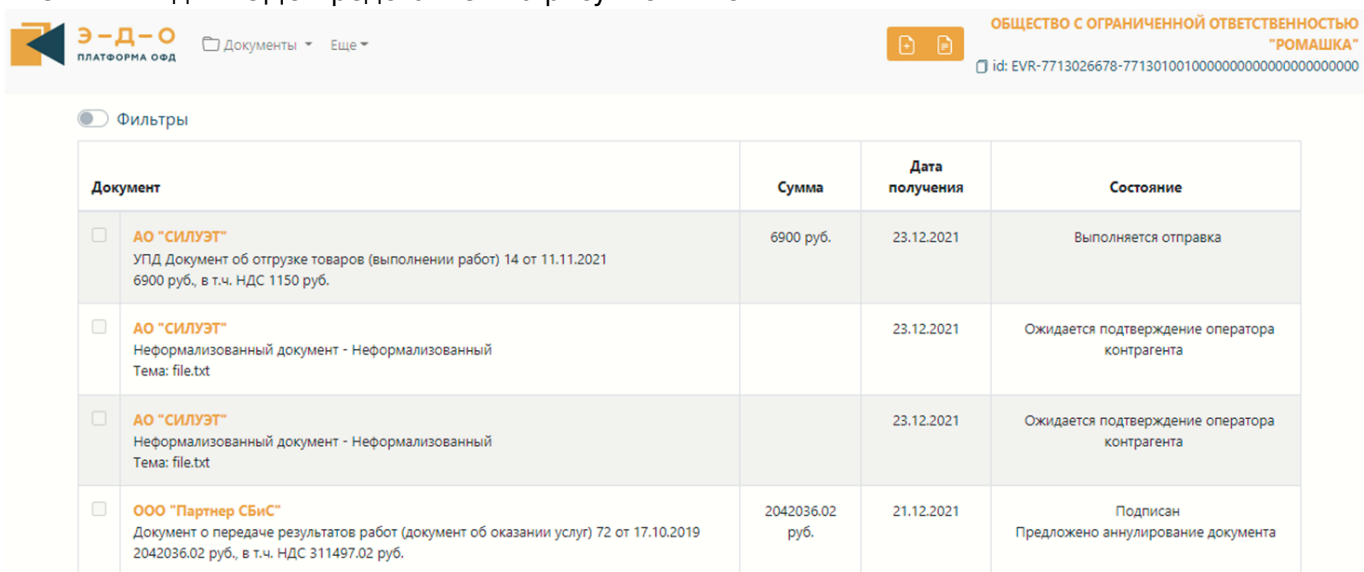 Э – Д – О
ПЛАТФОРМА ОФД
Документы
Еще
ОБЩЕСТВО С ОГРАНИЧЕННОЙ ОТВЕТСТВЕННОСТЬЮ
"РОМАШКА"
Фильтры
Документ
Сумма
Дата
получения
Состояние
АО "СИЛУЭТ"
УПД Документ об отгрузке товаров (выполнении работ) 14 от 11.11.2021
6900 руб., в т.ч. НДС 1150 руб.
6900 руб.
23.12.2021
Выполняется отправка
АО "СИЛУЭТ"
Неформализованный документ - Неформализованный
Тема: file.txt
23.12.2021
Ожидается подтверждение оператора
контрагента
АО "СИЛУЭТ"
Неформализованный документ - Неформализованный
Тема: file.txt
23.12.2021
Ожидается подтверждение оператора
контрагента
ООО "Партнер СБиС"
Документ о передаче результатов работ (документ об оказании услуг) 72 от 17.10.2019
2042036.02 руб., в т.ч. НДС 311497.02 руб.
2042036.02
руб.
21.12.2021
Подписан
Предложено аннулирование документа